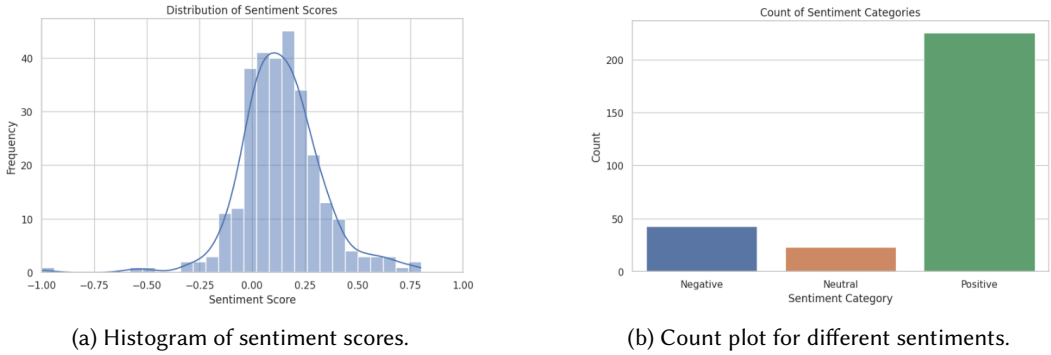 Distribution of Sentiment Scores
Frequency
40
30
20
10
0
−1.00 −0.75 −0.50 −0.25 0.00 0.25 0.50 0.75 1.00
Sentiment Score
(a) Histogram of sentiment scores.
Count of Sentiment Categories
Count
200
150
100
50
0
Negative Neutral Positive
Sentiment Category
(b) Count plot for different sentiments.